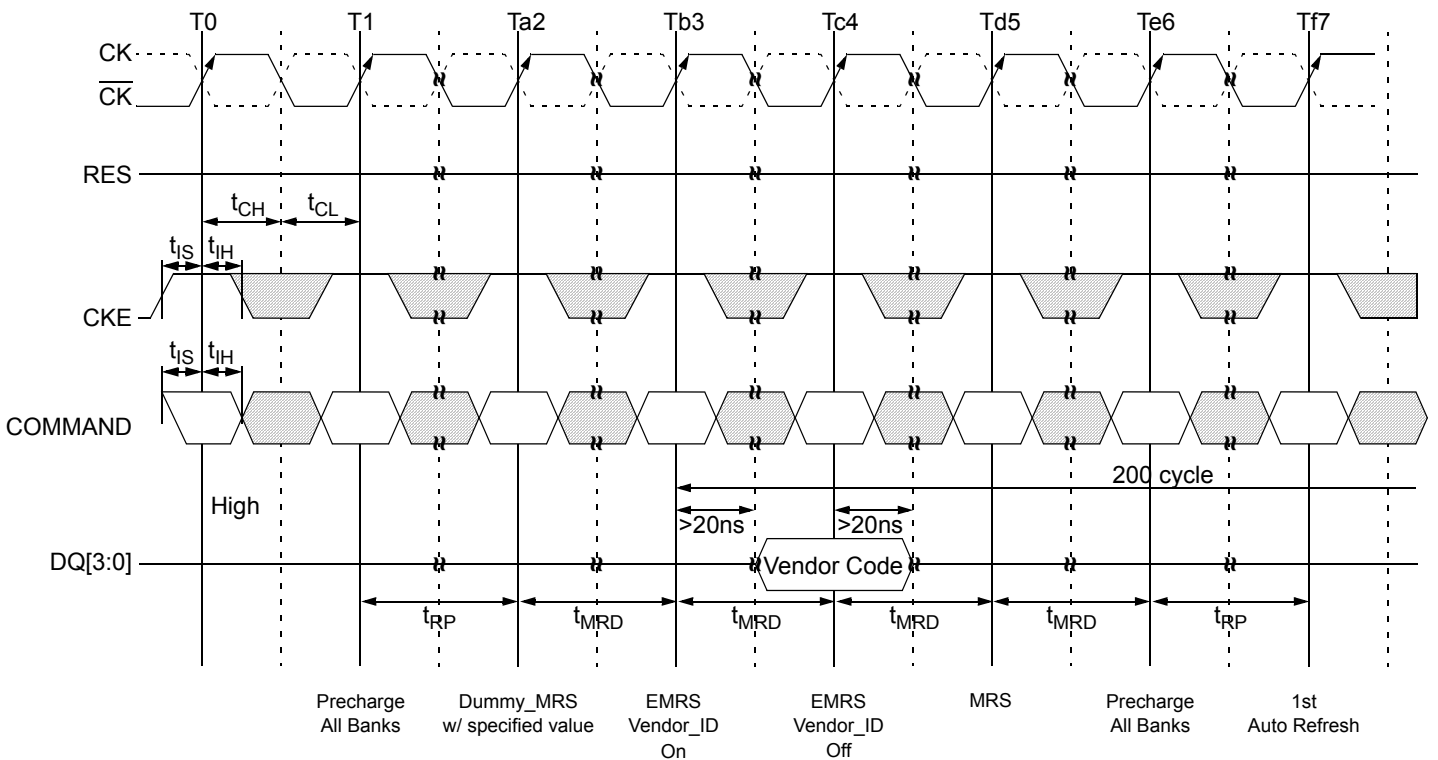 T0 T1 Ta2 Tb3 Tc4 Td5 Te6 Tf7
CK
CK
RES
tCH tCL
tIS tIH
CKE
tIS tIH
COMMAND
200 cycle
High
>20ns >20ns
DQ[3:0]
Vendor Code
tRP tMRD tMRD tMRD tMRD tRP
Precharge
All Banks
Dummy_MRS
w/ specified value
EMRS
Vendor_ID
On
EMRS
Vendor_ID
Off
MRS
Precharge
All Banks
1st
Auto Refresh